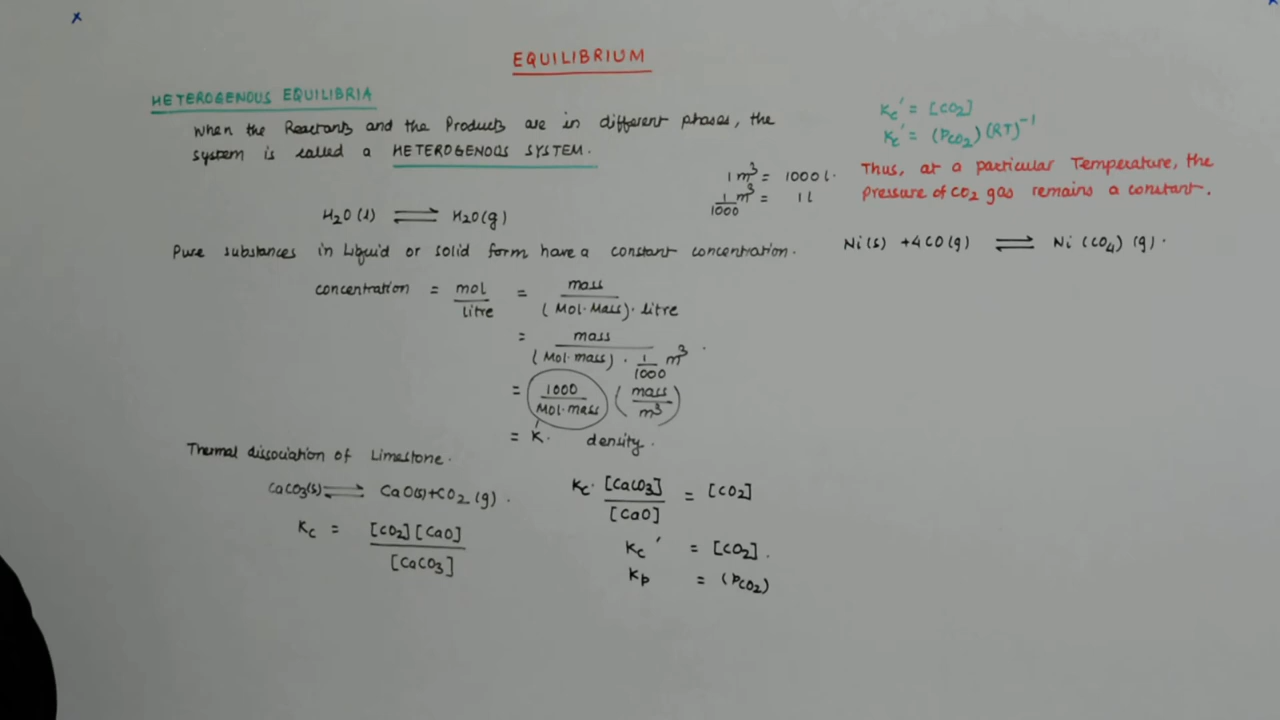 EQUILIBRIUM
HETEROGENOUS EQUILIBRIA
When the Reactants and the Products are in different phases, the
system is called a HETEROGENOUS SYSTEM.
H2O (l) ⇌ H2O(g)
Pure substances in Liquid or solid form have a constant concentration.
concentration = mol/litre = mass/(Mol. Mass). litre
= mass/(Mol. mass) . 1/1000 m³
= 1000/Mol. mass (mass/m³)
= K. density.
Thermal dissociation of Limestone.
CaCO3(s) ⇌ CaO(s)+CO2 (g) .
Kc = [CO2][CaO]/[CaCO3]
Kc. [CaCO3]/[CaO] = [CO2]
Kc' = [CO2].
Kp = (PCO2)
1 m³ = 1000 l.
1/1000 m³ = 1 l
Kc' = [CO2]
Kc' = (PCO2) (RT)⁻¹
Thus, at a particular Temperature, the
Pressure of CO2 gas remains a constant.
Ni(s) +4CO(g) ⇌ Ni (CO4) (g).